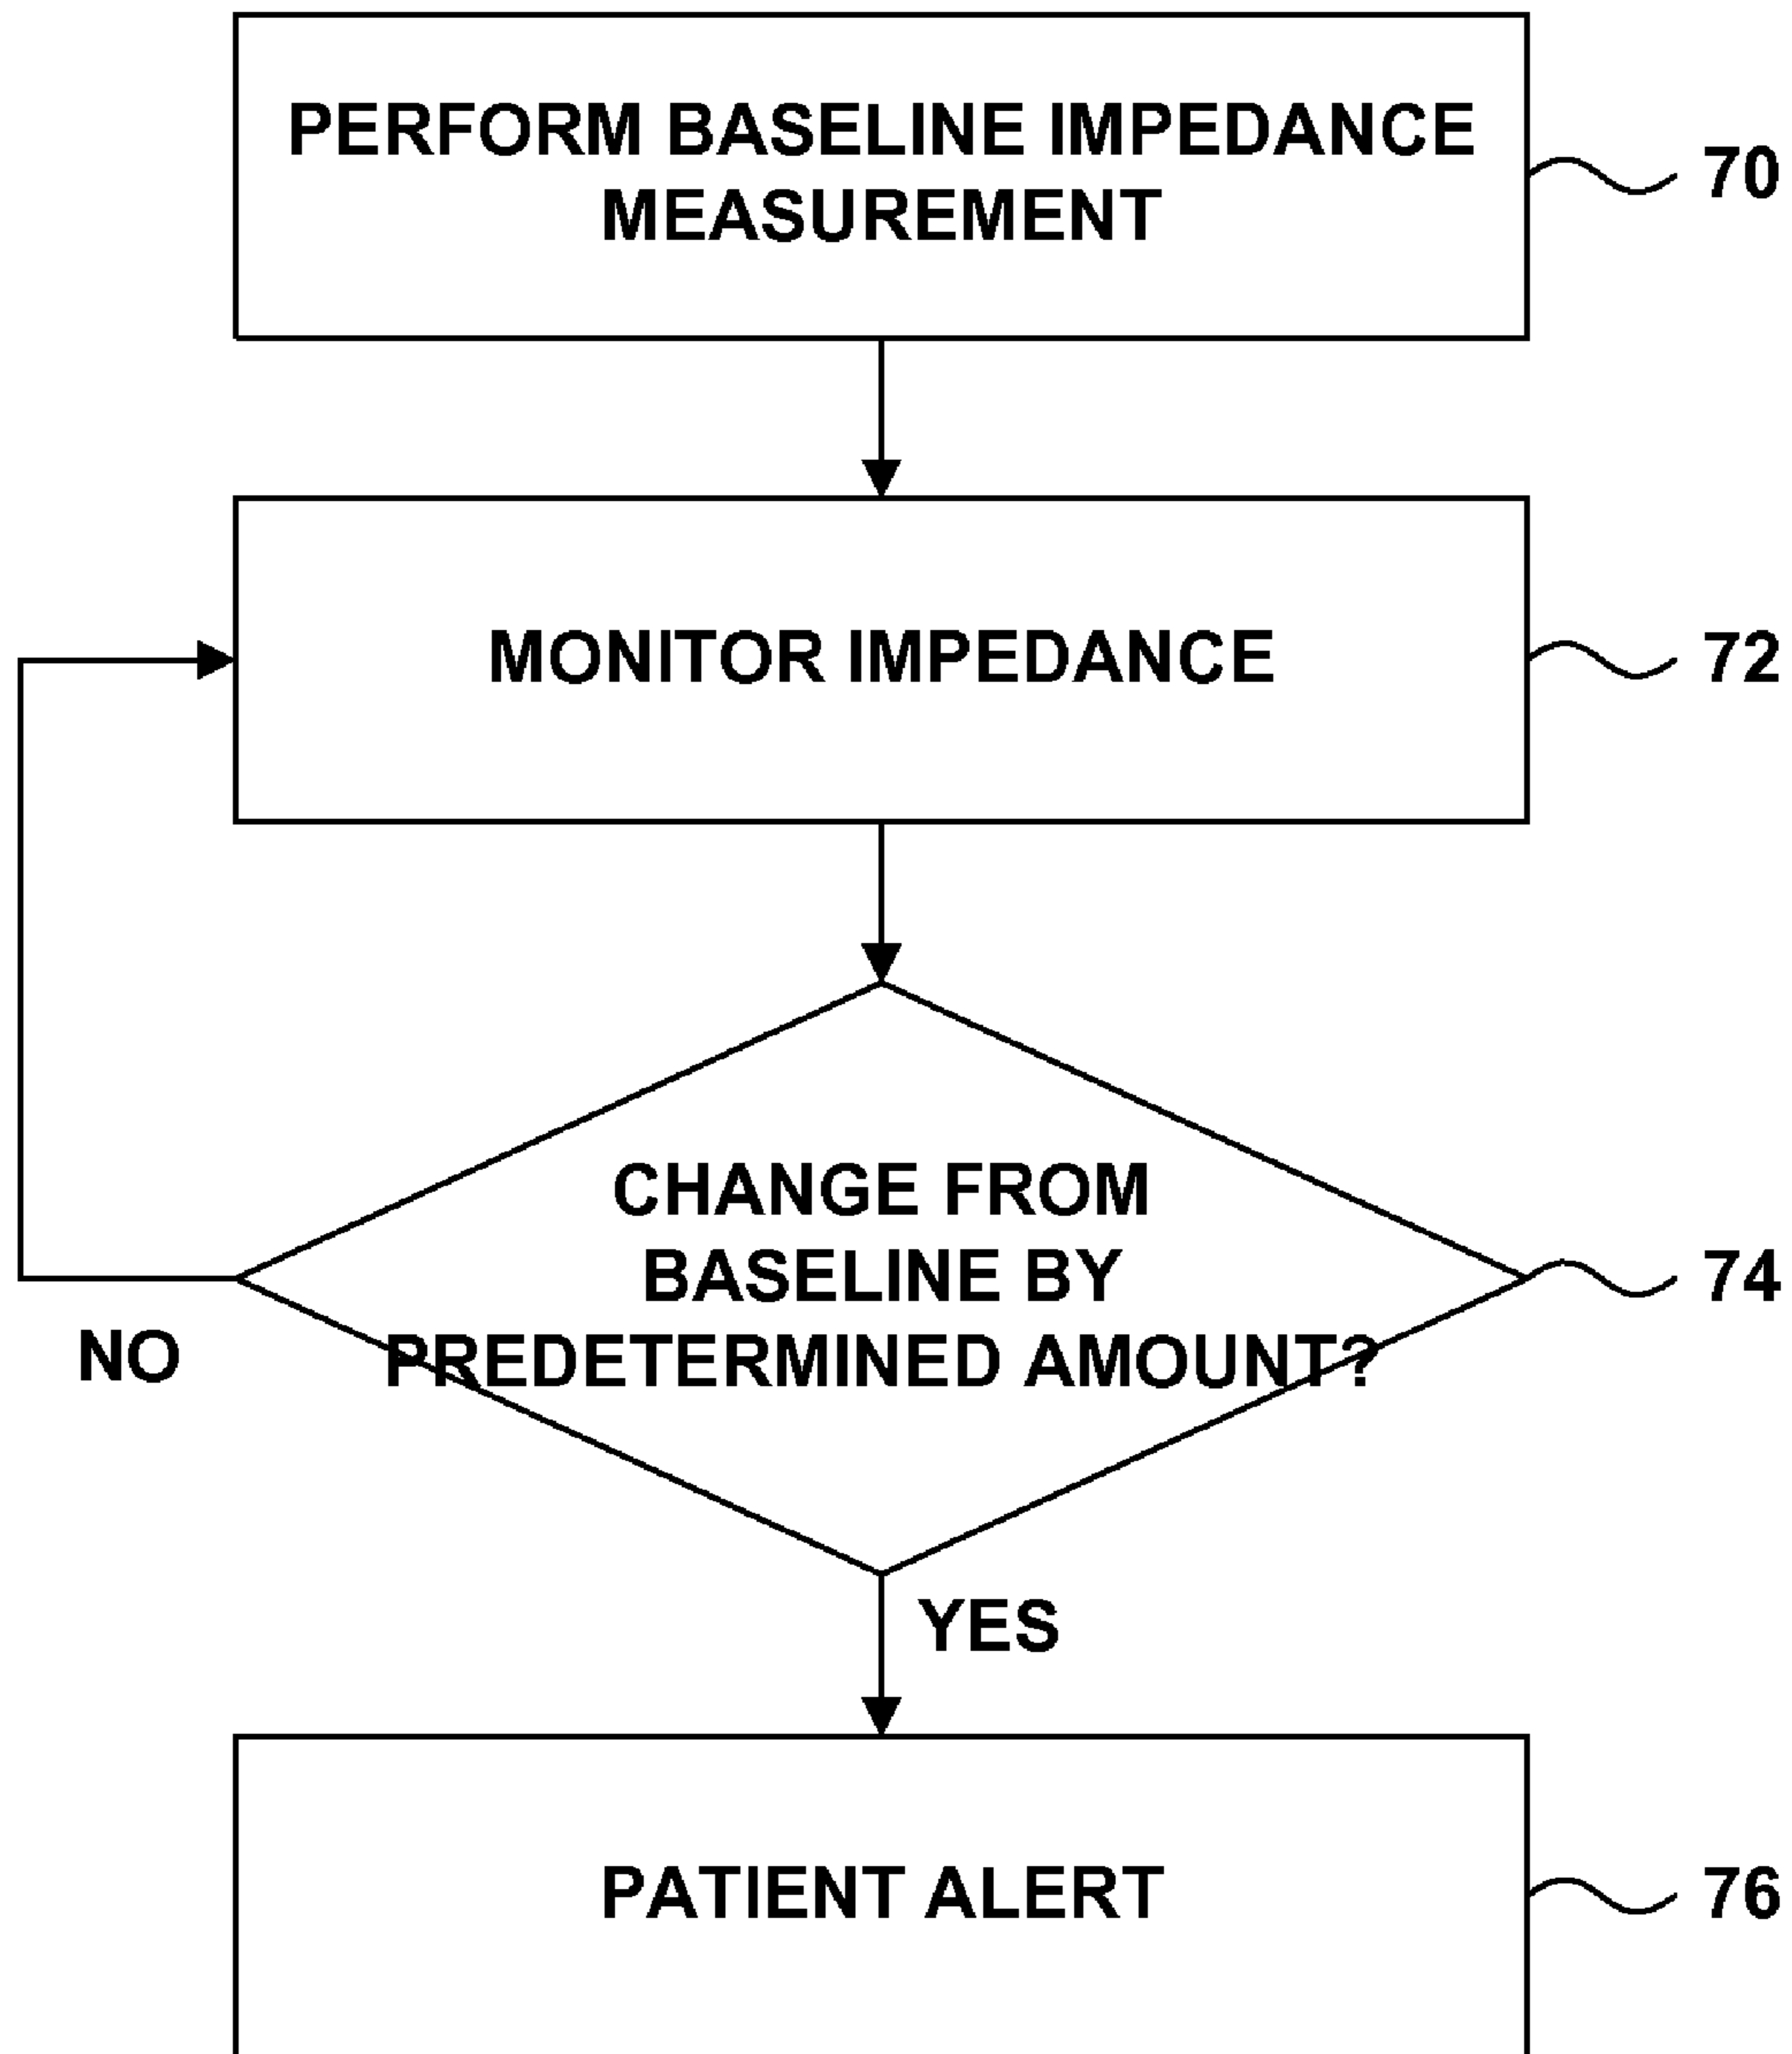 PERFORM BASELINE IMPEDANCE
MEASUREMENT
70
MONITOR IMPEDANCE
72
CHANGE FROM
BASELINE BY
PREDETERMINED AMOUNT?
74
NO
YES
PATIENT ALERT
76